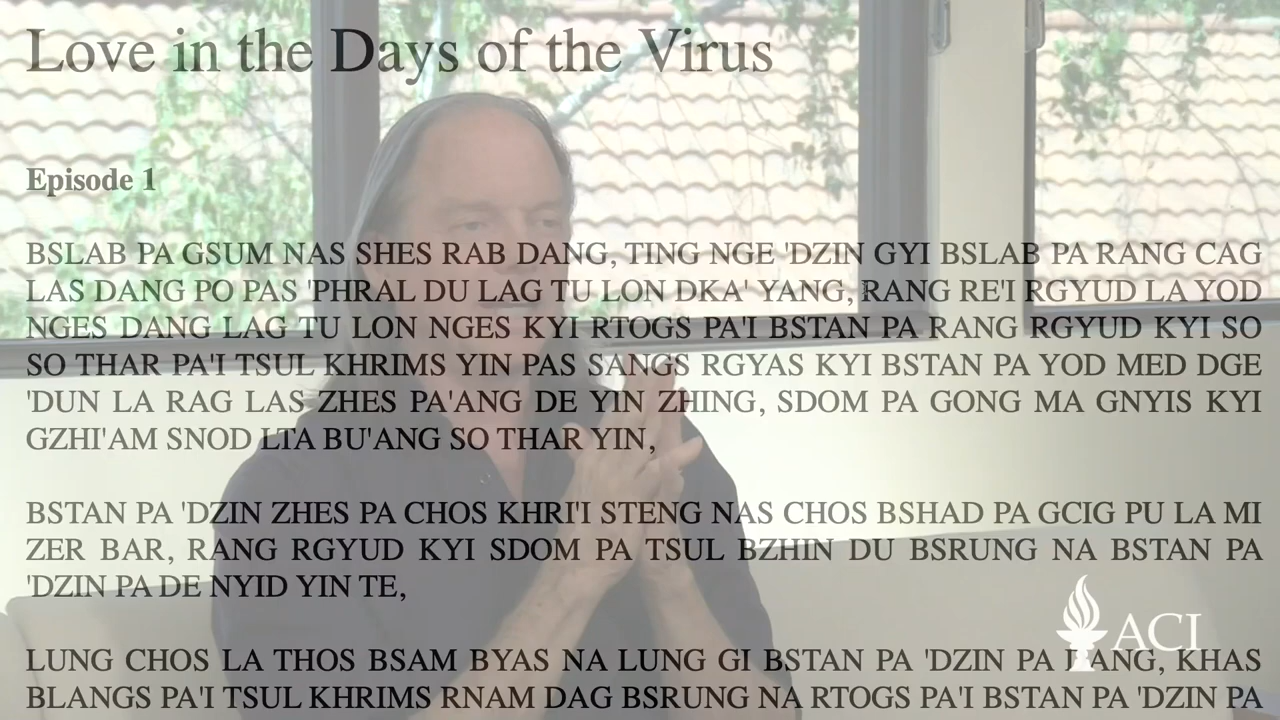 Love in the Days of the Virus
Episode 1
BSLAB PA GSUM NAS SHES RAB DANG, TING NGE 'DZIN GYI BSLAB PA RANG CAG
LAS DANG PO PAS 'PHRAL DU LAG TU LON DKA' YANG, RANG RE'I RGYUD LA YOD
NGES DANG LAG TU LON NGES KYI RTOGS PA'I BSTAN PA RANG RGYUD KYI SO
SO THAR PA'I TSUL KHRIMS YIN PAS SANGS RGYAS KYI BSTAN PA YOD MED DGE
'DUN LA RAG LAS ZHES PA'ANG DE YIN ZHING, SDOM PA GONG MA GNYIS KYI
GZHI'AM SNOD LTA BU'ANG SO THAR YIN,
BSTAN PA 'DZIN ZHES PA CHOS KHRI'I STENG NAS CHOS BSHAD PA GCIG PU LA MI
ZER BAR, RANG RGYUD KYI SDOM PA TSUL BZHIN DU BSRUNG NA BSTAN PA
'DZIN PA DE NYID YIN TE,
LUNG CHOS LA THOS BSAM BYAS NA LUNG GI BSTAN PA 'DZIN PA DANG, KHAS
BLANGS PA'I TSUL KHRIMS RNAM DAG BSRUNG NA RTOGS PA'I BSTAN PA 'DZIN PA
ACI